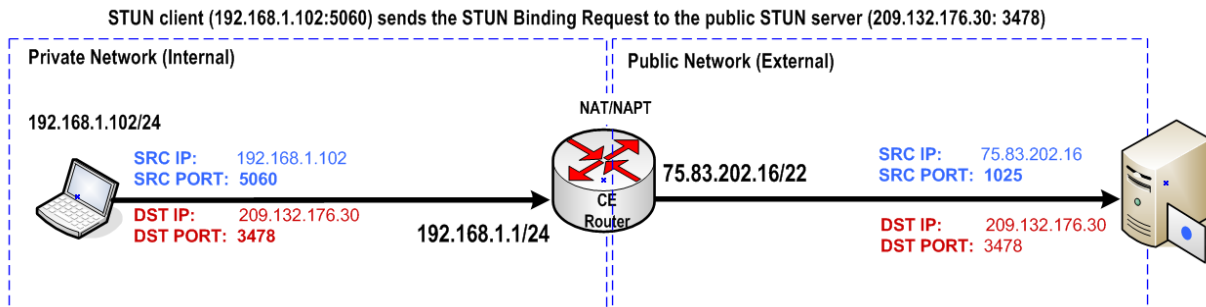 STUN client (192.168.1.102:5060) sends the STUN Binding Request to the public STUN server (209.132.176.30: 3478)
Private Network (Internal)
Public Network (External)
NAT/NAPT
192.168.1.102/24
SRC IP: 192.168.1.102
SRC PORT: 5060
DST IP: 209.132.176.30
DST PORT: 3478
192.168.1.1/24
CE
Router
75.83.202.16/22
SRC IP: 75.83.202.16
SRC PORT: 1025
DST IP: 209.132.176.30
DST PORT: 3478